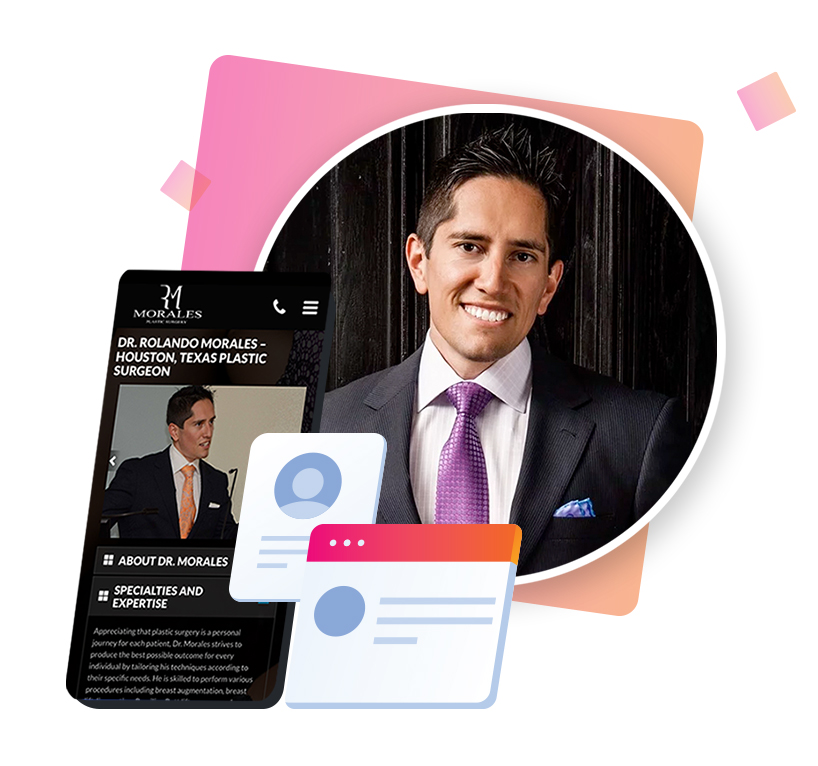 RM
MORALES
PLASTIC SURGERY
DR. ROLANDO MORALES –
HOUSTON, TEXAS PLASTIC
SURGEON
ABOUT DR. MORALES
SPECIALTIES AND
EXPERTISE
Appreciating that plastic surgery is a personal
journey for each patient, Dr. Morales strives to
produce the best possible outcome for every
individual by tailoring his techniques according to
their specific needs. He is skilled to perform various
procedures including breast augmentation, breast